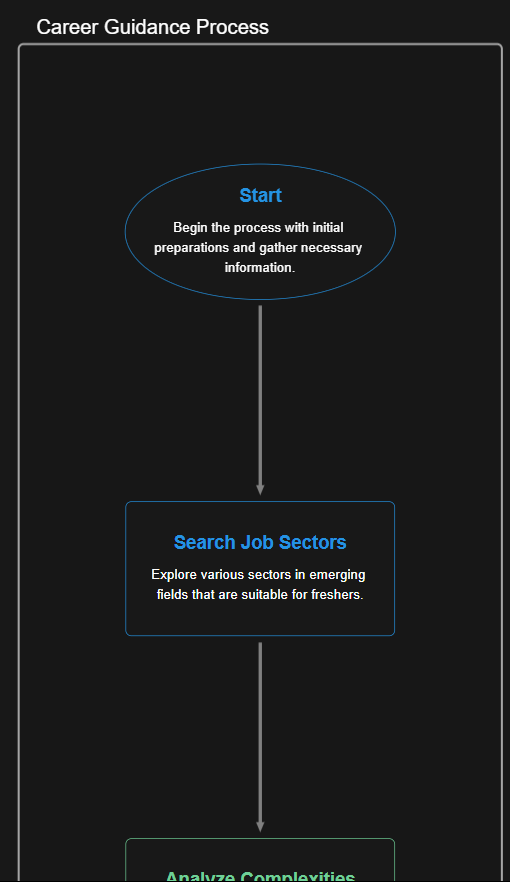 Career Guidance Process
Start
Begin the process with initial
preparations and gather necessary
information.
Search Job Sectors
Explore various sectors in emerging
fields that are suitable for freshers.
Analyze Complexities